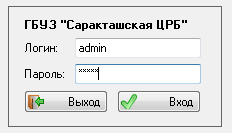 ГБУЗ "Саракташская ЦРБ"
Логин: admin
Пароль: *****
Выход Вход